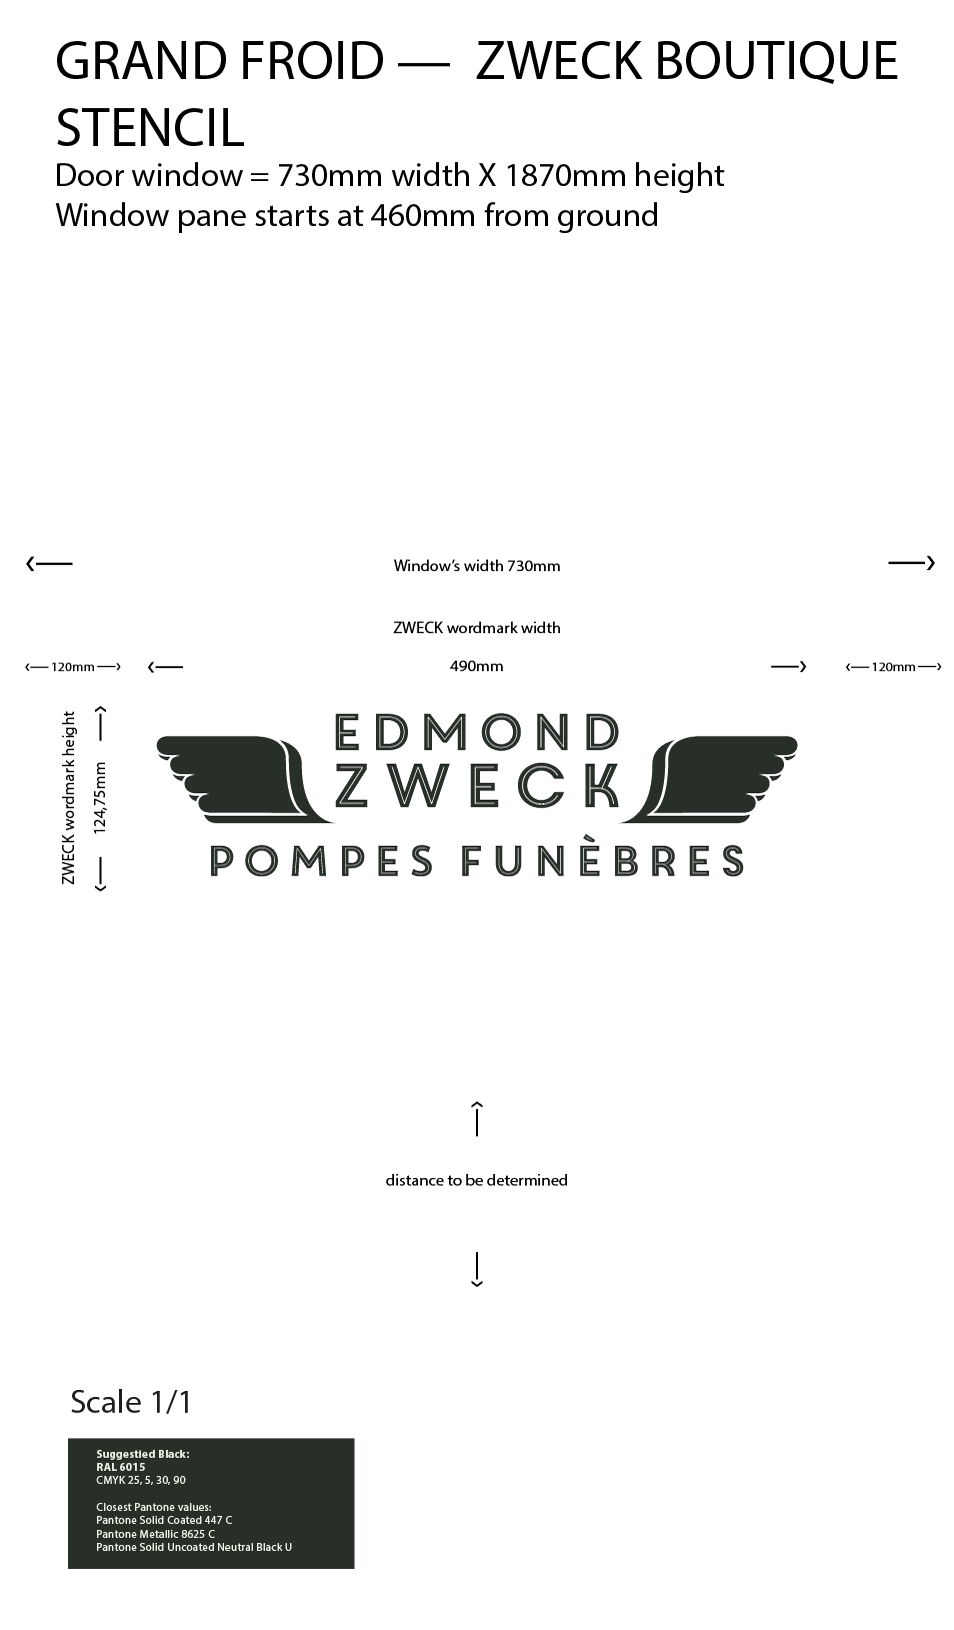 GRAND FROID — ZWECK BOUTIQUE
STENCIL
Door window = 730mm width X 1870mm height
Window pane starts at 460mm from ground
Window's width 730mm
ZWECK wordmark width
120mm
490mm
120mm
ZWECK wordmark height
124,75mm
EDMOND
ZWECK
POMPES FUNÈBRES
distance to be determined
Scale 1/1
Suggestied Black:
RAL 6015
CMYK 25, 5, 30, 90
Closest Pantone values:
Pantone Solid Coated 447 C
Pantone Metallic 8625 C
Pantone Solid Uncoated Neutral Black U